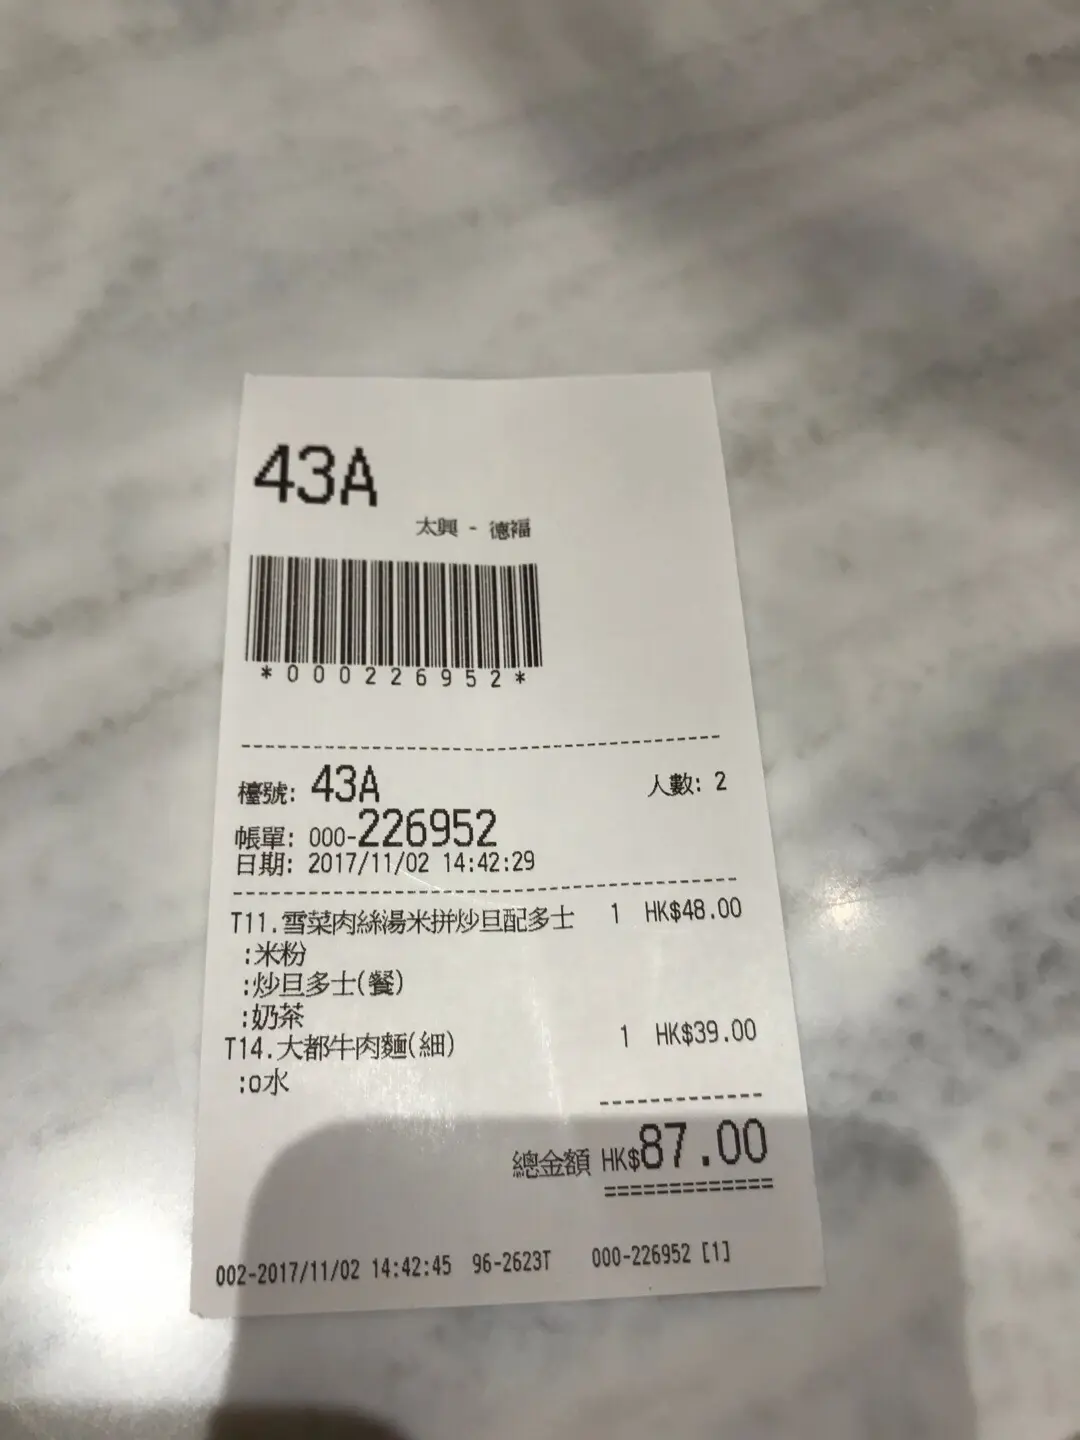 43A
太興 - 德福
*000226952*
檯號: 43A 人數: 2
帳單: 000-226952
日期: 2017/11/02 14:42:29
T11.雪菜肉絲湯米拼炒旦配多士 1 HK$48.00
:米粉
:炒旦多士(餐)
:奶茶
T14.大都牛肉麵(細) 1 HK$39.00
:o水
總金額 HK$87.00
002-2017/11/02 14:42:45 96-2623T 000-226952 [1]